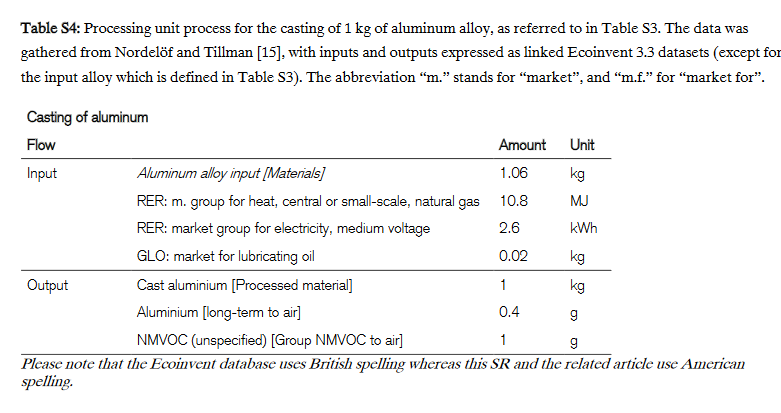 Table S4: Processing unit process for the casting of 1 kg of aluminum alloy, as referred to in Table S3. The data was
gathered from Nordelöf and Tillman [15], with inputs and outputs expressed as linked Ecoinvent 3.3 datasets (except for
the input alloy which is defined in Table S3). The abbreviation “m.” stands for “market”, and “m.f.” for “market for”.
Casting of aluminum
Flow Amount Unit
Input Aluminum alloy input [Materials] 1.06 kg
RER: m. group for heat, central or small-scale, natural gas 10.8 MJ
RER: market group for electricity, medium voltage 2.6 kWh
GLO: market for lubricating oil 0.02 kg
Output Cast aluminium [Processed material] 1 kg
Aluminium [long-term to air] 0.4 g
NMVOC (unspecified) [Group NMVOC to air] 1 g
Please note that the Ecoinvent database uses British spelling whereas this SR and the related article use American
spelling.